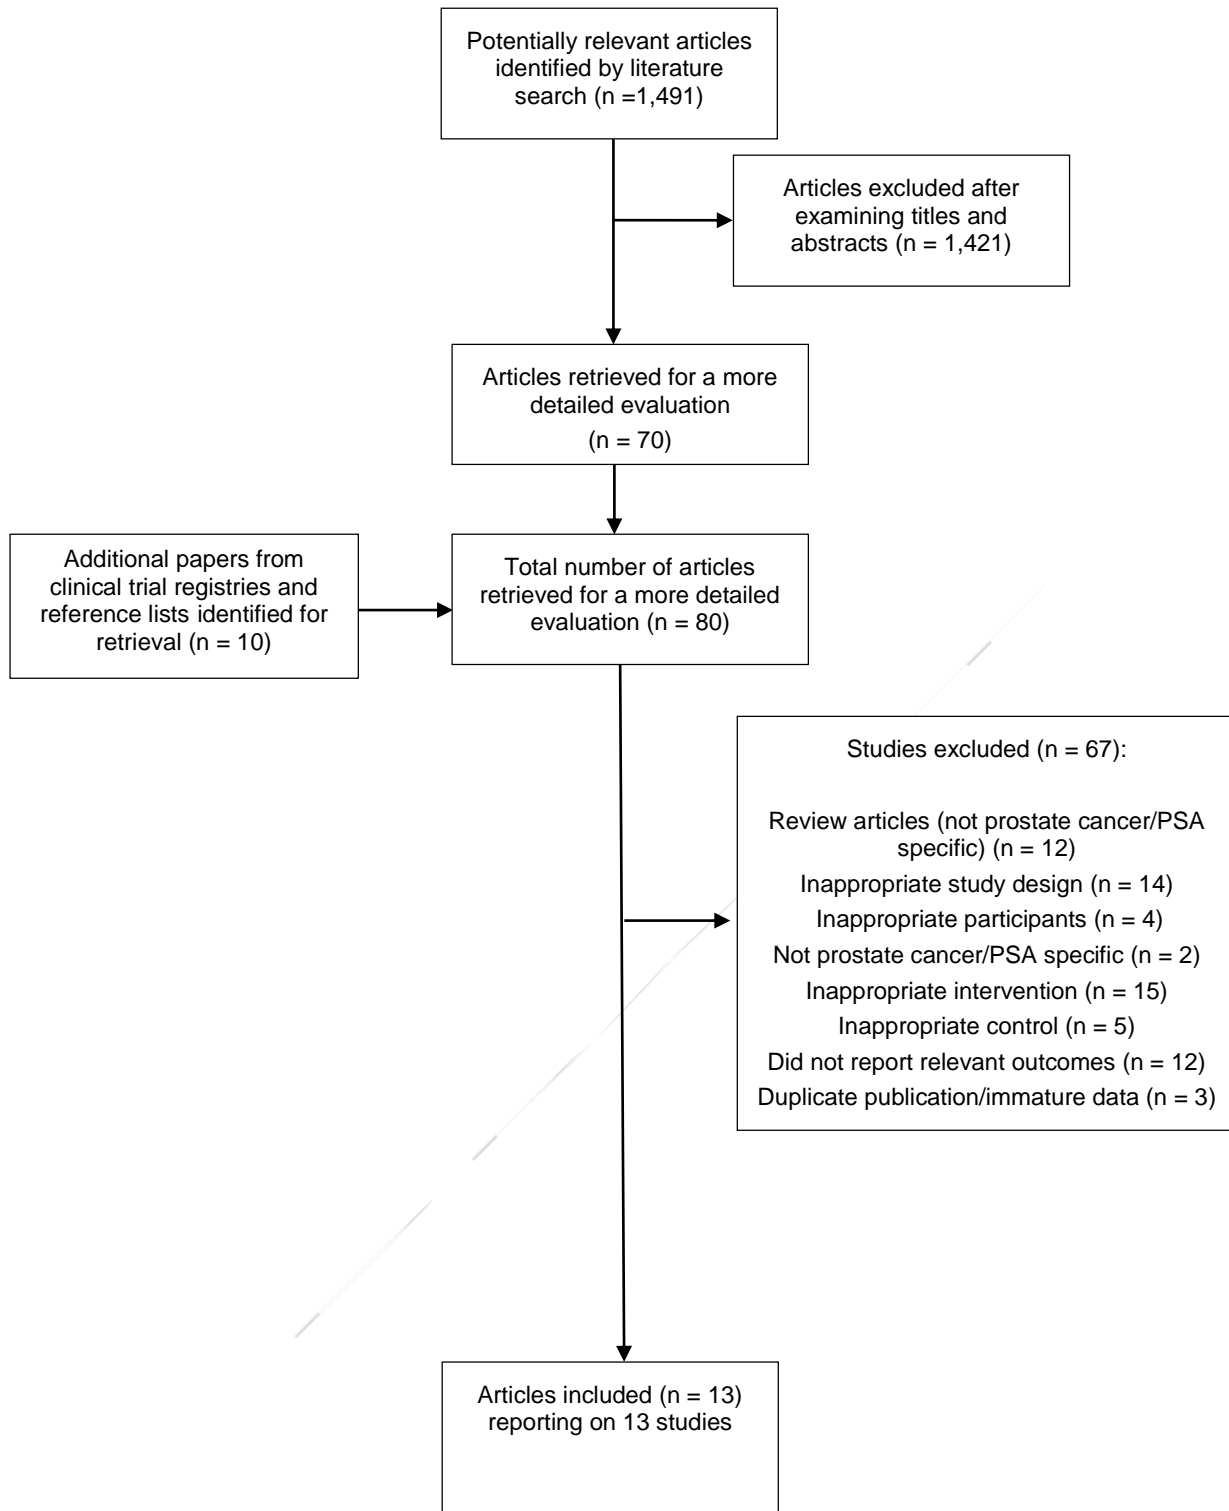 Potentially relevant articles
identified by literature
search (n =1,491)
Articles excluded after
examining titles and
abstracts (n = 1,421)
Articles retrieved for a more
detailed evaluation
(n = 70)
Additional papers from
clinical trial registries and
reference lists identified for
retrieval (n = 10)
Total number of articles
retrieved for a more detailed
evaluation (n = 80)
Studies excluded (n = 67):
Review articles (not prostate cancer/PSA
specific) (n = 12)
Inappropriate study design (n = 14)
Inappropriate participants (n = 4)
Not prostate cancer/PSA specific (n = 2)
Inappropriate intervention (n = 15)
Inappropriate control (n = 5)
Did not report relevant outcomes (n = 12)
Duplicate publication/immature data (n = 3)
Articles included (n = 13)
reporting on 13 studies